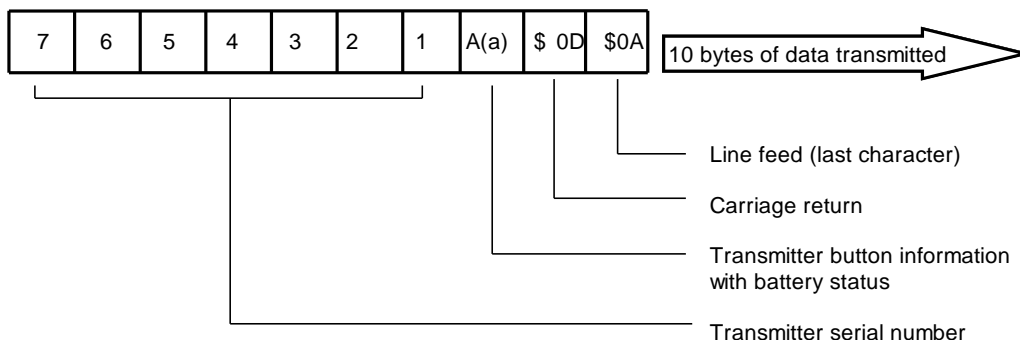 7 6 5 4 3 2 1 A(a) $ 0D $0A
10 bytes of data transmitted
Line feed (last character)
Carriage return
Transmitter button information
with battery status
Transmitter serial number